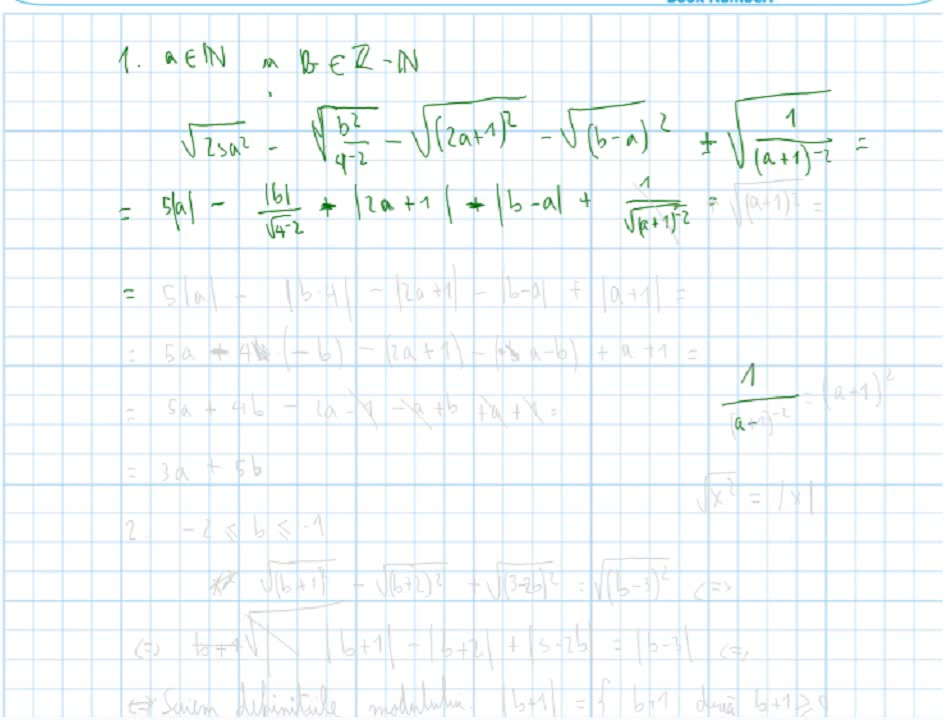 1. a ∈ ℕ b ∈ ℤ - ℕ
√25a² - √(b²/4⁻²) - √(2a+1)² - √(b-a)² + √(1/(a+1)⁻²) =
= 5|a| - |b|/√4⁻² - |2a+1| - |b-a| + 1/√(a+1)⁻² = √(a+1)² =
= 5|a| - |b·4| - |2a+1| - |b-a| + |a+1| =
= 5a - 4·(-b) - (2a+1) - (a-b) + a+1 =
1/(a+1)⁻² = (a+1)²
= 5a + 4b - 2a - 1 - a + b + a + 1 =
= 3a + 5b
√x² = |x|
2. -2 ≤ b ≤ -1
√(b+1)² - √(b+2)² + √(3-2b)² = √(b-3)² <=>
<=> |b+1| - |b+2| + |3-2b| = |b-3| <=>
Scriem definițiile modulului. |b+1| = { b+1 dacă b+1 ≥ 0